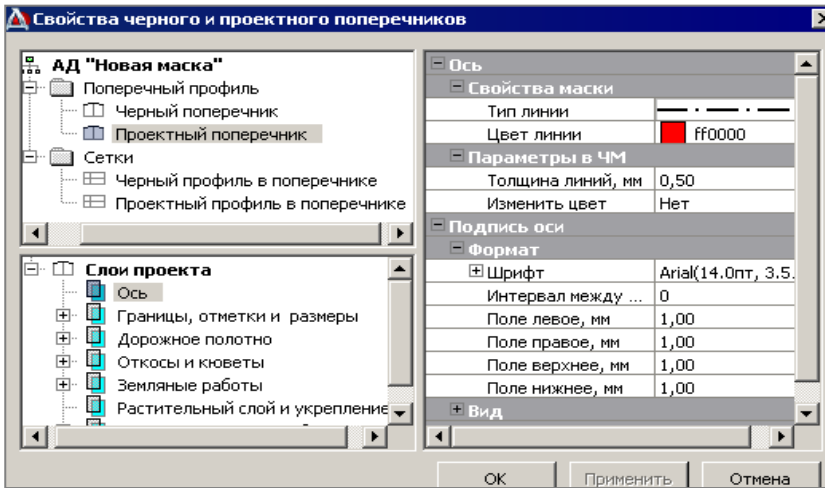 Свойства черного и проектного поперечников
АД "Новая маска"
Поперечный профиль
Черный поперечник
Проектный поперечник
Сетки
Черный профиль в поперечнике
Проектный профиль в поперечнике
Слои проекта
Ось
Границы, отметки и размеры
Дорожное полотно
Откосы и кюветы
Земляные работы
Растительный слой и укрепление
Ось
Свойства маски
Тип линии
Цвет линии ff0000
Параметры в ЧМ
Толщина линий, мм 0,50
Изменить цвет Нет
Подпись оси
Формат
Шрифт Arial(14.0пт, 3.5.
Интервал между ... 0
Поле левое, мм 1,00
Поле правое, мм 1,00
Поле верхнее, мм 1,00
Поле нижнее, мм 1,00
Вид
ОК Применить Отмена